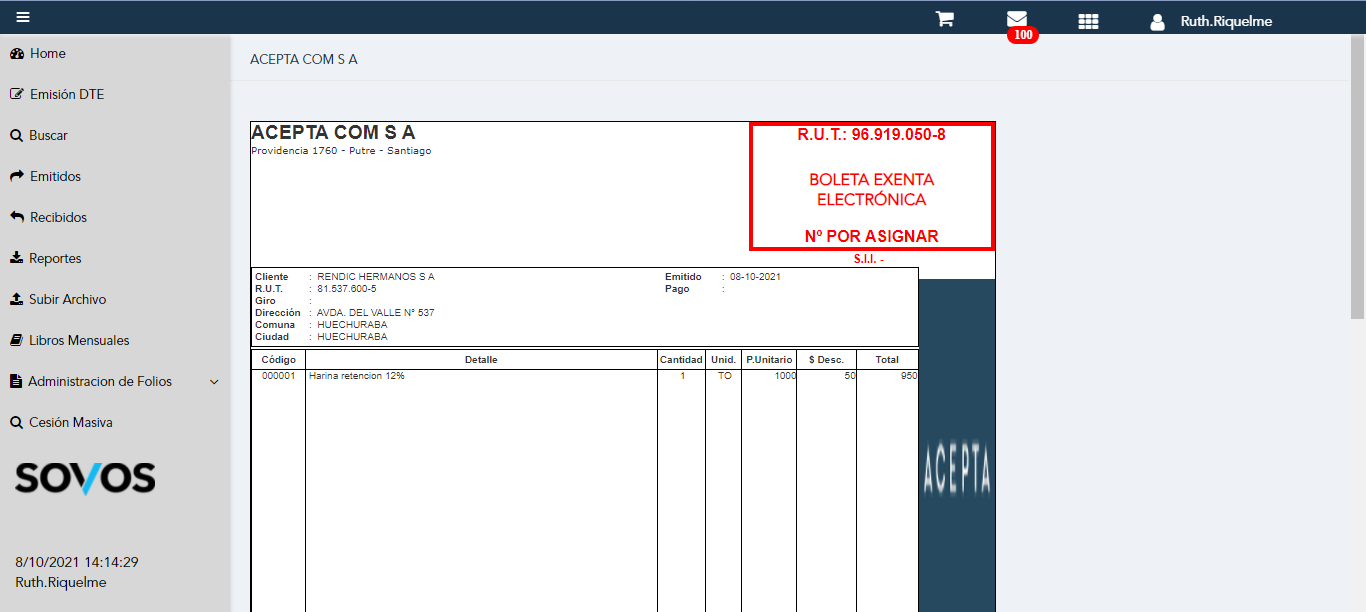 Ruth.Riquelme
100
Home
Emisión DTE
Buscar
Emitidos
Recibidos
Reportes
Subir Archivo
Libros Mensuales
Administracion de Folios
Cesión Masiva
SOVOS
8/10/2021 14:14:29
Ruth.Riquelme
ACEPTA COM S A
ACEPTA COM S A
Providencia 1760 - Putre - Santiago
R.U.T.: 96.919.050-8
BOLETA EXENTA
ELECTRÓNICA
Nº POR ASIGNAR
S.I.I. -
Cliente : RENDIC HERMANOS S A Emitido : 08-10-2021
R.U.T. : 81.537.600-5 Pago :
Giro :
Dirección : AVDA. DEL VALLE N° 537
Comuna : HUECHURABA
Ciudad : HUECHURABA
Código Detalle Cantidad Unid. P.Unitario $ Desc. Total
000001 Harina retencion 12% 1 TO 1000 50 950
ACEPTA